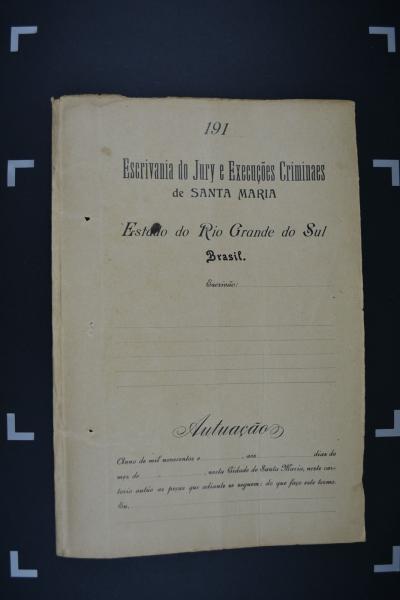 191
Escrivania do Jury e Execuções Criminaes
de SANTA MARIA
Estado do Rio Grande do Sul
Brasil.
Escrivão:
Autuação
Anno de mil novecentos e , aos dias do
mez de , nesta Cidade de Santa Maria, neste car-
torio autúo as peças que adiante se seguem: do que faço este termo.
Eu,